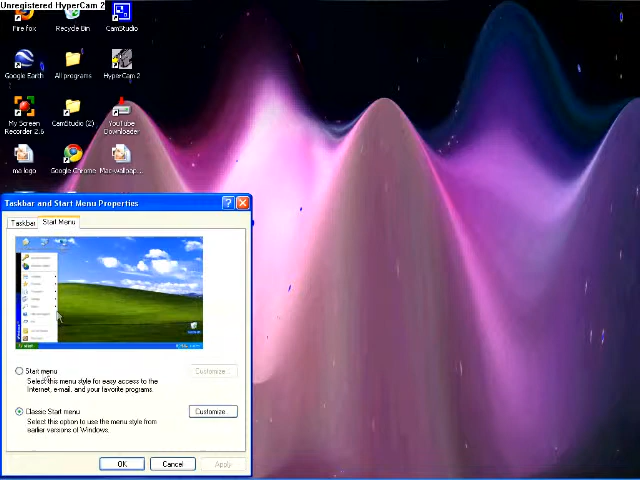 Unregistered HyperCam 2
Fire fox
Recycle Bin
CamStudio
Google Earth
All programs
HyperCam 2
My Screen Recorder 2.6
CamStudio (2)
YouTube Downloader
ma logo
Google Chrome
Mac-wallpap...
Taskbar and Start Menu Properties
Taskbar
Start Menu
Start menu
Customize...
Select this menu style for easy access to the
Internet, e-mail, and your favorite programs.
Classic Start menu
Customize...
Select this option to use the menu style from
earlier versions of Windows.
OK
Cancel
Apply